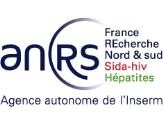 anRS
France
REcherche
Nord & sud
Sida-hiv
Hépatites
Agence autonome de l'Inserm